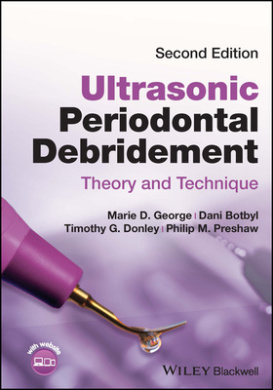 Second Edition
Ultrasonic
Periodontal
Debridement
Theory and Technique
Marie D. George | Dani Botbyl
Timothy G. Donley | Philip M. Preshaw
with website
WILEY Blackwell